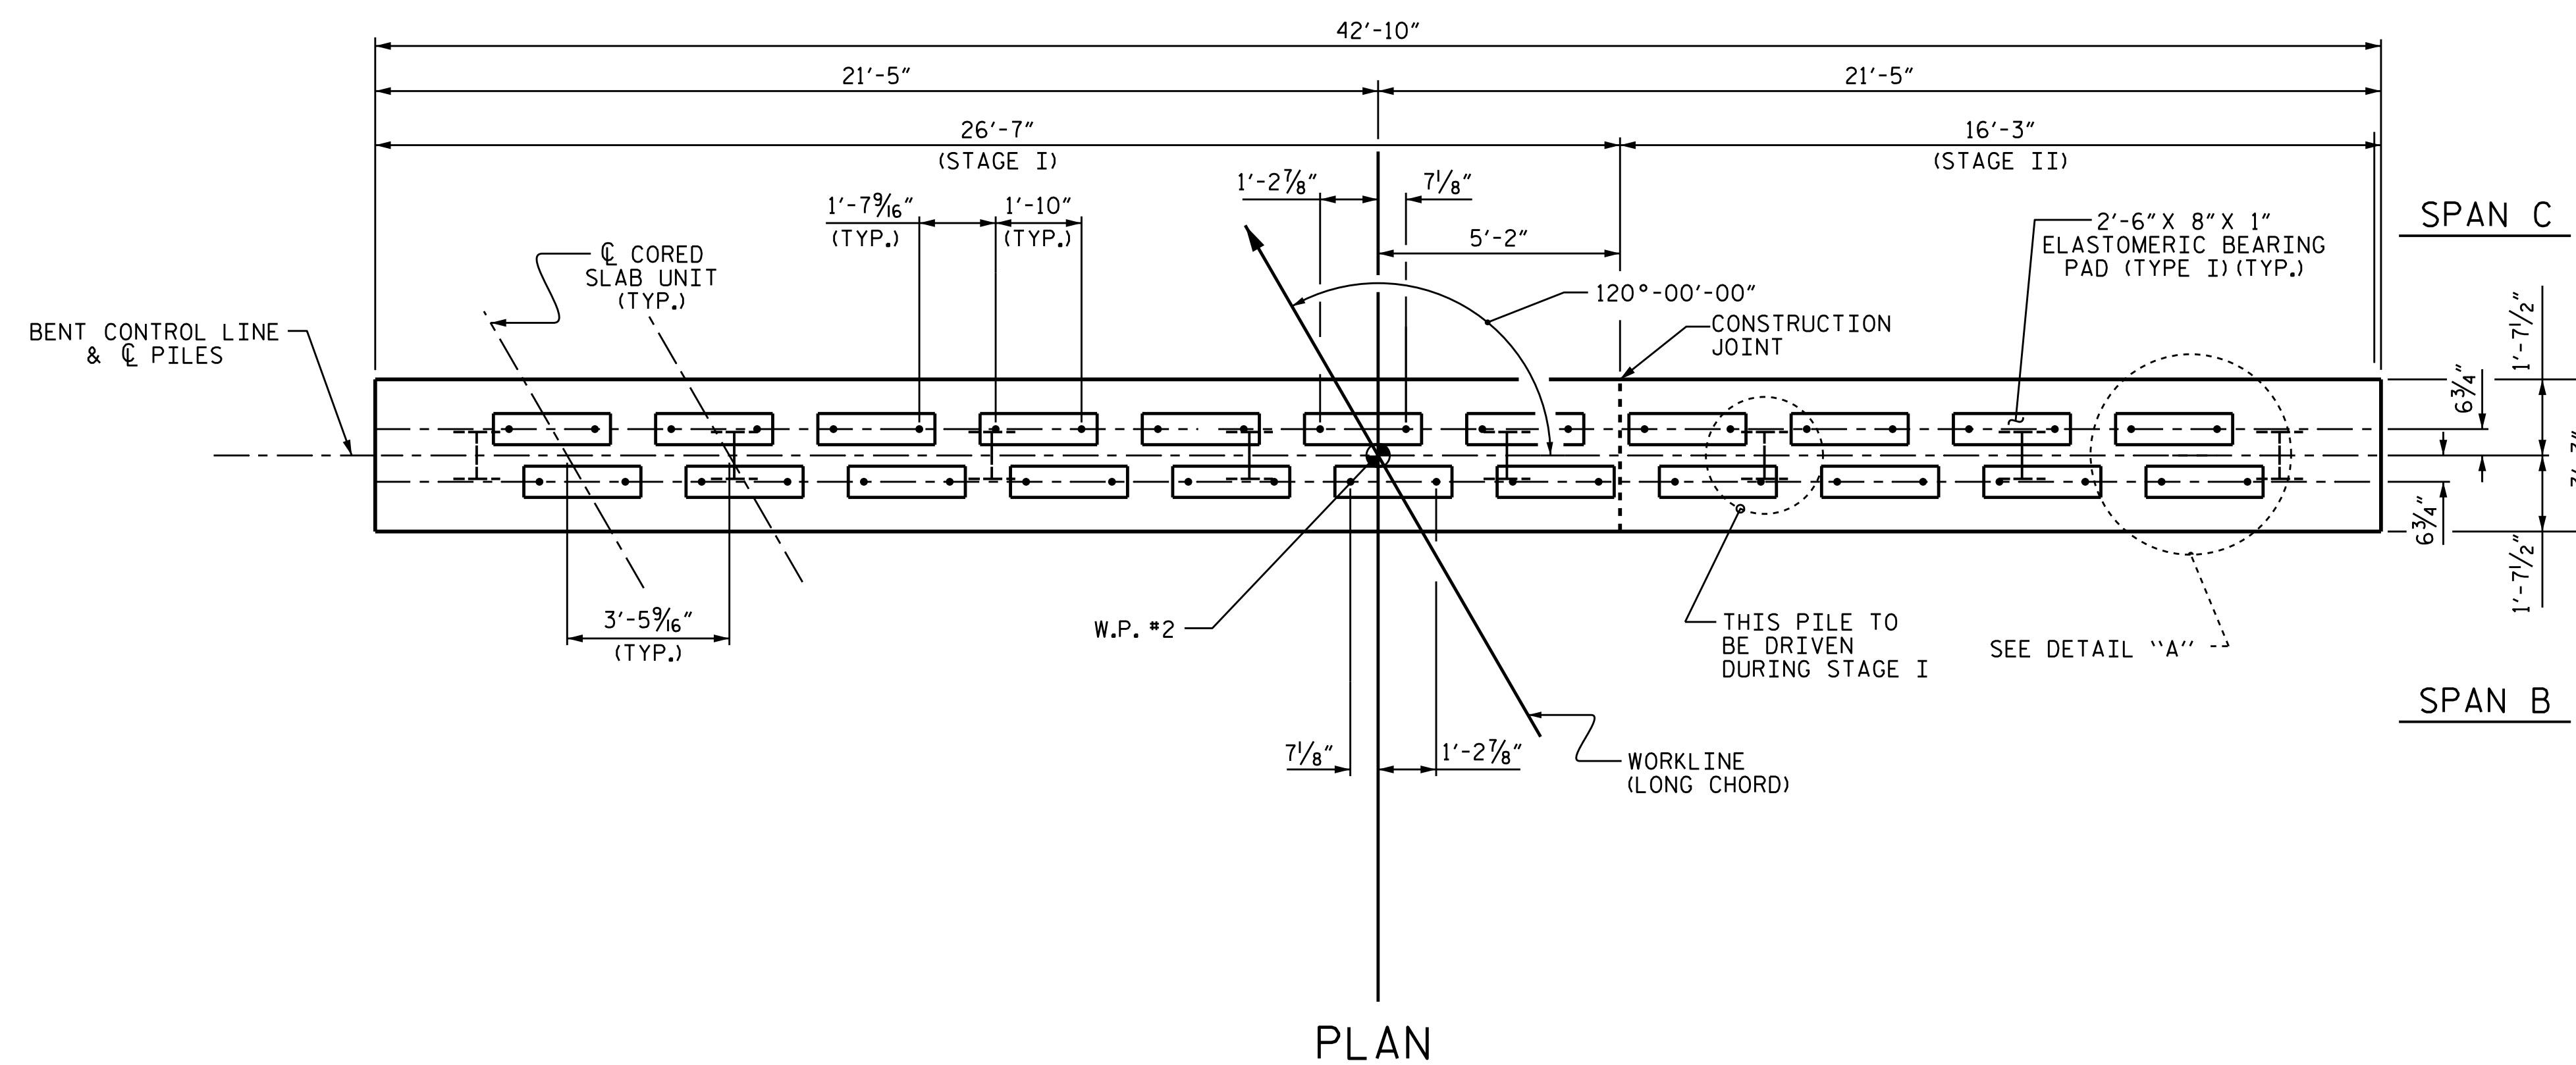 42'-10"
21'-5"
21'-5"
26'-7"
(STAGE I)
16'-3"
(STAGE II)
1'-2⅞"
7⅛"
1'-7 9/16"
(TYP.)
1'-10"
(TYP.)
5'-2"
SPAN C
2'-6" X 8" X 1"
ELASTOMERIC BEARING
PAD (TYPE I)(TYP.)
℄ CORED
SLAB UNIT
(TYP.)
120°-00'-00"
CONSTRUCTION
JOINT
BENT CONTROL LINE
& ℄ PILES
1'-7½"
6¾"
6¾"
1'-7½"
3'-5 9/16"
(TYP.)
W.P. #2
THIS PILE TO
BE DRIVEN
DURING STAGE I
SEE DETAIL "A"
SPAN B
7⅛"
1'-2⅞"
WORKLINE
(LONG CHORD)
PLAN